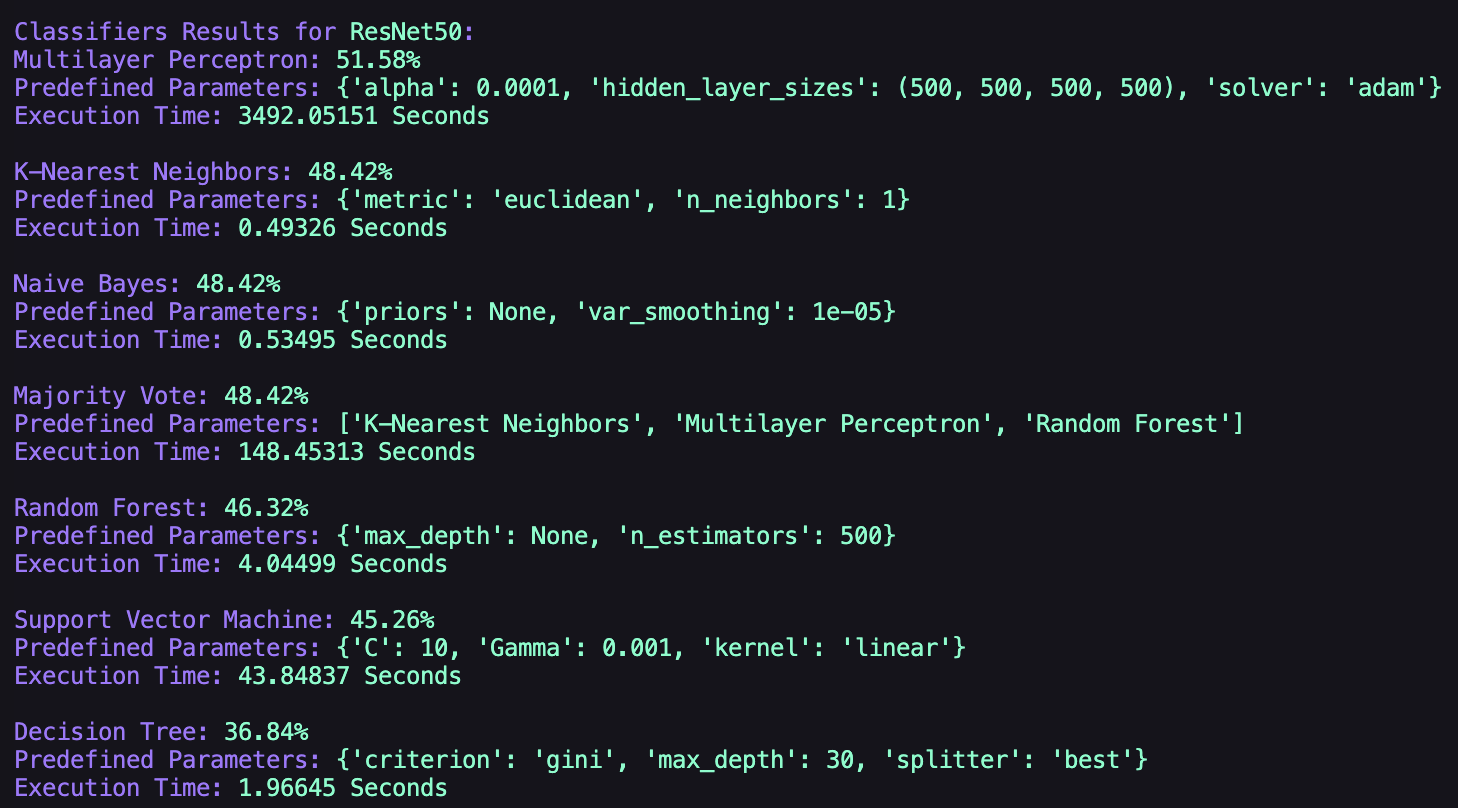 Classifiers Results for ResNet50:
Multilayer Perceptron: 51.58%
Predefined Parameters: {'alpha': 0.0001, 'hidden_layer_sizes': (500, 500, 500, 500), 'solver': 'adam'}
Execution Time: 3492.05151 Seconds
K-Nearest Neighbors: 48.42%
Predefined Parameters: {'metric': 'euclidean', 'n_neighbors': 1}
Execution Time: 0.49326 Seconds
Naive Bayes: 48.42%
Predefined Parameters: {'priors': None, 'var_smoothing': 1e-05}
Execution Time: 0.53495 Seconds
Majority Vote: 48.42%
Predefined Parameters: ['K-Nearest Neighbors', 'Multilayer Perceptron', 'Random Forest']
Execution Time: 148.45313 Seconds
Random Forest: 46.32%
Predefined Parameters: {'max_depth': None, 'n_estimators': 500}
Execution Time: 4.04499 Seconds
Support Vector Machine: 45.26%
Predefined Parameters: {'C': 10, 'Gamma': 0.001, 'kernel': 'linear'}
Execution Time: 43.84837 Seconds
Decision Tree: 36.84%
Predefined Parameters: {'criterion': 'gini', 'max_depth': 30, 'splitter': 'best'}
Execution Time: 1.96645 Seconds